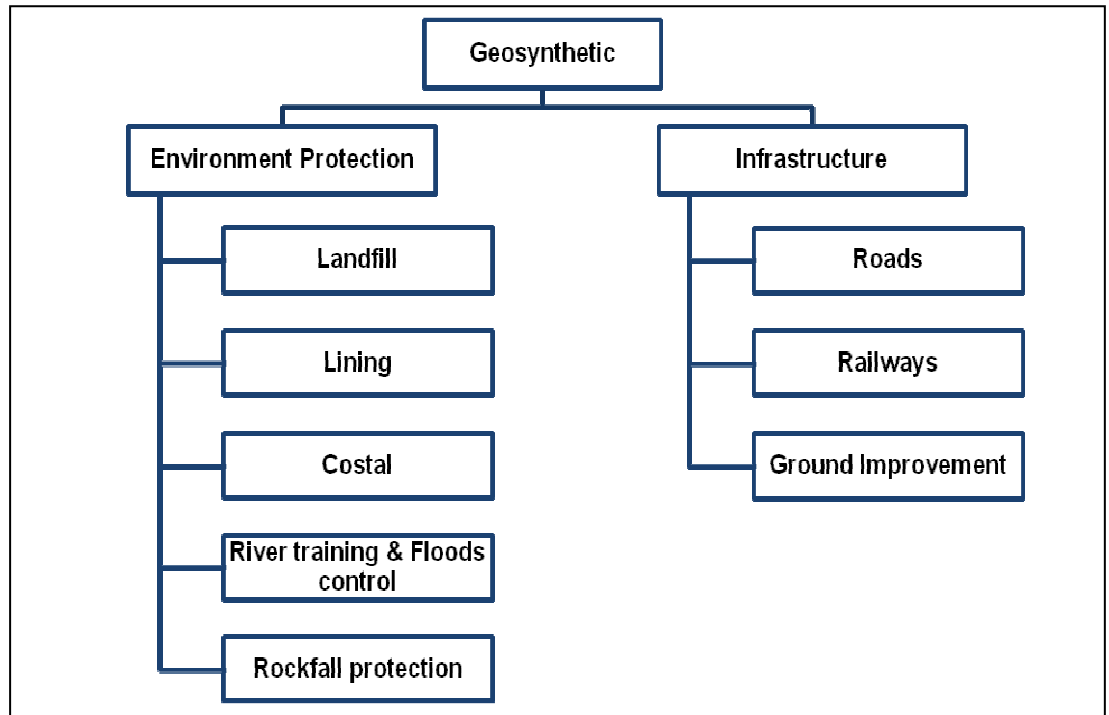 Geosynthetic
Environment Protection
Landfill
Lining
Costal
River training & Floods
control
Rockfall protection
Infrastructure
Roads
Railways
Ground Improvement